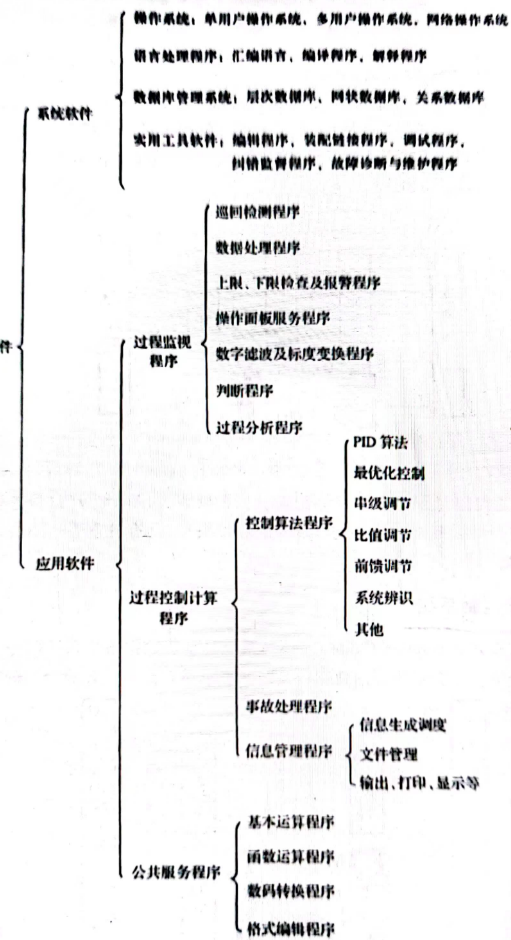 操作系统：单用户操作系统，多用户操作系统，网络操作系统
语言处理程序：汇编语言、编译程序，解释程序
系统软件
数据库管理系统：层次数据库，网状数据库，关系数据库
实用工具软件：编辑程序，装配链接程序，调试程序，
纠错监督程序，故障诊断与维护程序
件
巡回检测程序
数据处理程序
上限、下限检查及报警程序
过程监视
程序
操作面板服务程序
数字滤波及标度变换程序
判断程序
过程分析程序
应用软件
过程控制计算
程序
控制算法程序
PID 算法
最优化控制
串级调节
比值调节
前馈调节
系统辨识
其他
事故处理程序
信息管理程序
信息生成调度
文件管理
输出、打印、显示等
公共服务程序
基本运算程序
函数运算程序
数码转换程序
格式编辑程序